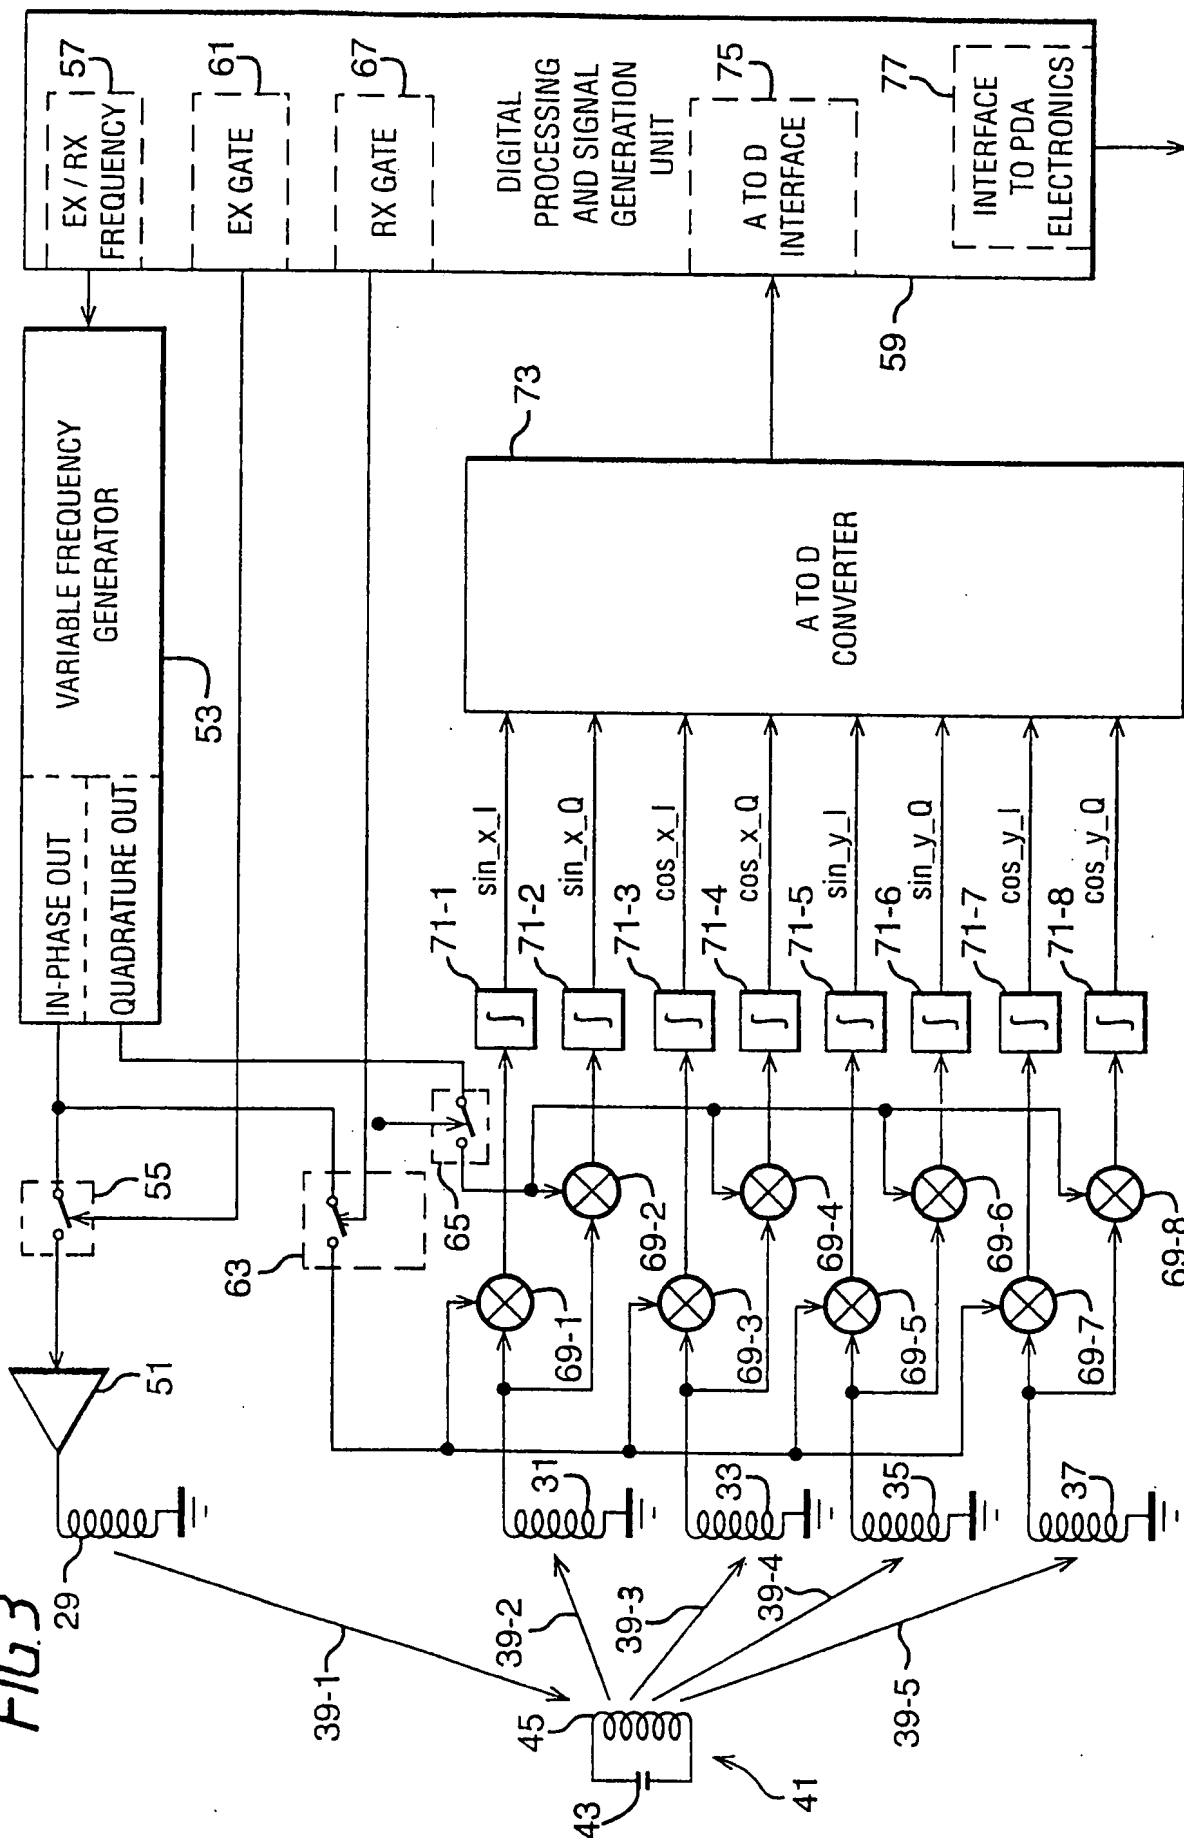 FIG.3
29
51
55
IN-PHASE OUT
QUADRATURE OUT
VARIABLE FREQUENCY
GENERATOR
53
EX / RX
FREQUENCY
57
EX GATE
61
RX GATE
67
DIGITAL
PROCESSING
AND SIGNAL
GENERATION
UNIT
A TO D
INTERFACE
75
INTERFACE
TO PDA
ELECTRONICS
77
59
63
65
39-1
39-2
39-3
39-4
39-5
45
43
41
31
33
35
37
69-1
69-2
69-3
69-4
69-5
69-6
69-7
69-8
71-1
71-2
71-3
71-4
71-5
71-6
71-7
71-8
∫
∫
∫
∫
∫
∫
∫
∫
sin_x_I
sin_x_Q
cos_x_I
cos_x_Q
sin_y_I
sin_y_Q
cos_y_I
cos_y_Q
A TO D
CONVERTER
73